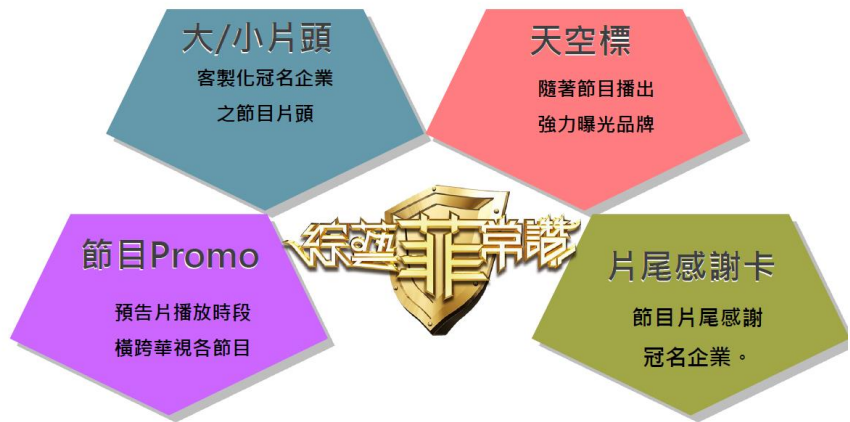 大/小片頭
客製化冠名企業
之節目片頭
天空標
隨著節目播出
強力曝光品牌
綜藝菲常讚
節目Promo
預告片播放時段
橫跨華視各節目
片尾感謝卡
節目片尾感謝
冠名企業。